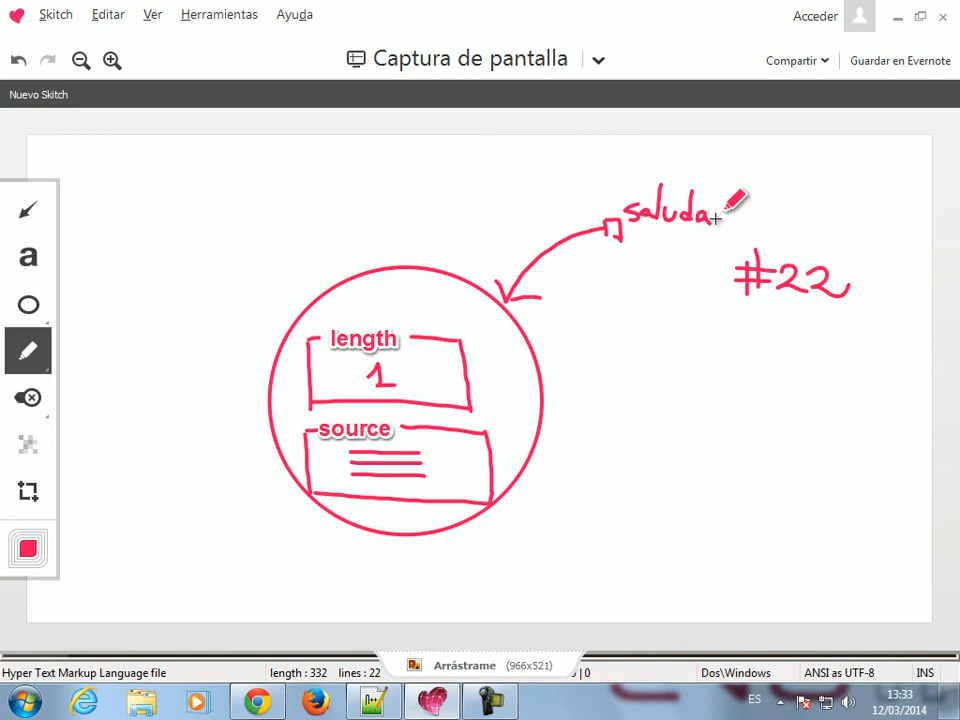 Skitch Editar Ver Herramientas Ayuda Acceder
Captura de pantalla Compartir Guardar en Evernote
Nuevo Skitch
saluda
#22
a
length
1
source
Arrástrame (966x521)
Hyper Text Markup Language file length : 332 lines : 22 | 0 Dos\Windows ANSI as UTF-8 INS
ES 13:33
12/03/2014